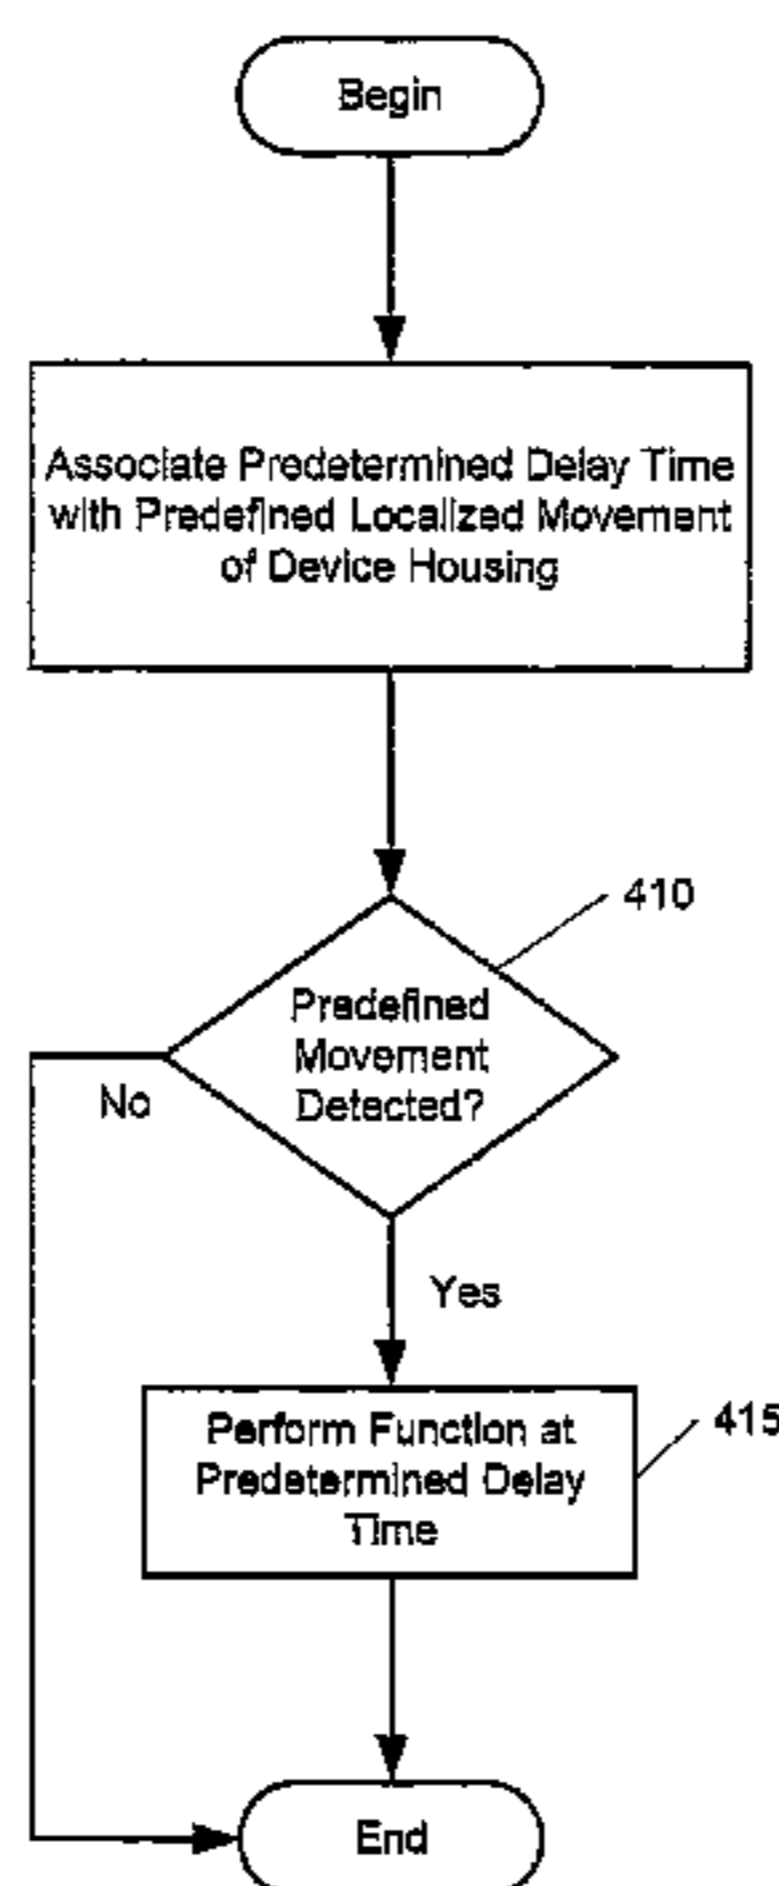 Begin
Associate Predetermined Delay Time
with Predefined Localized Movement
of Device Housing
410
Predefined
Movement
Detected?
No
Yes
Perform Function at
Predetermined Delay
Time
415
End